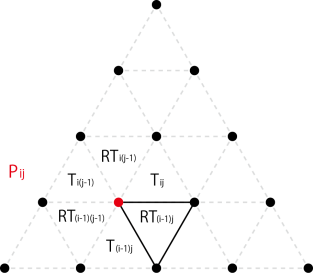 RTi(j-1)
Pij
Ti(j-1)
Tij
RT(i-1)(j-1)
RT(i-1)j
T(i-1)j